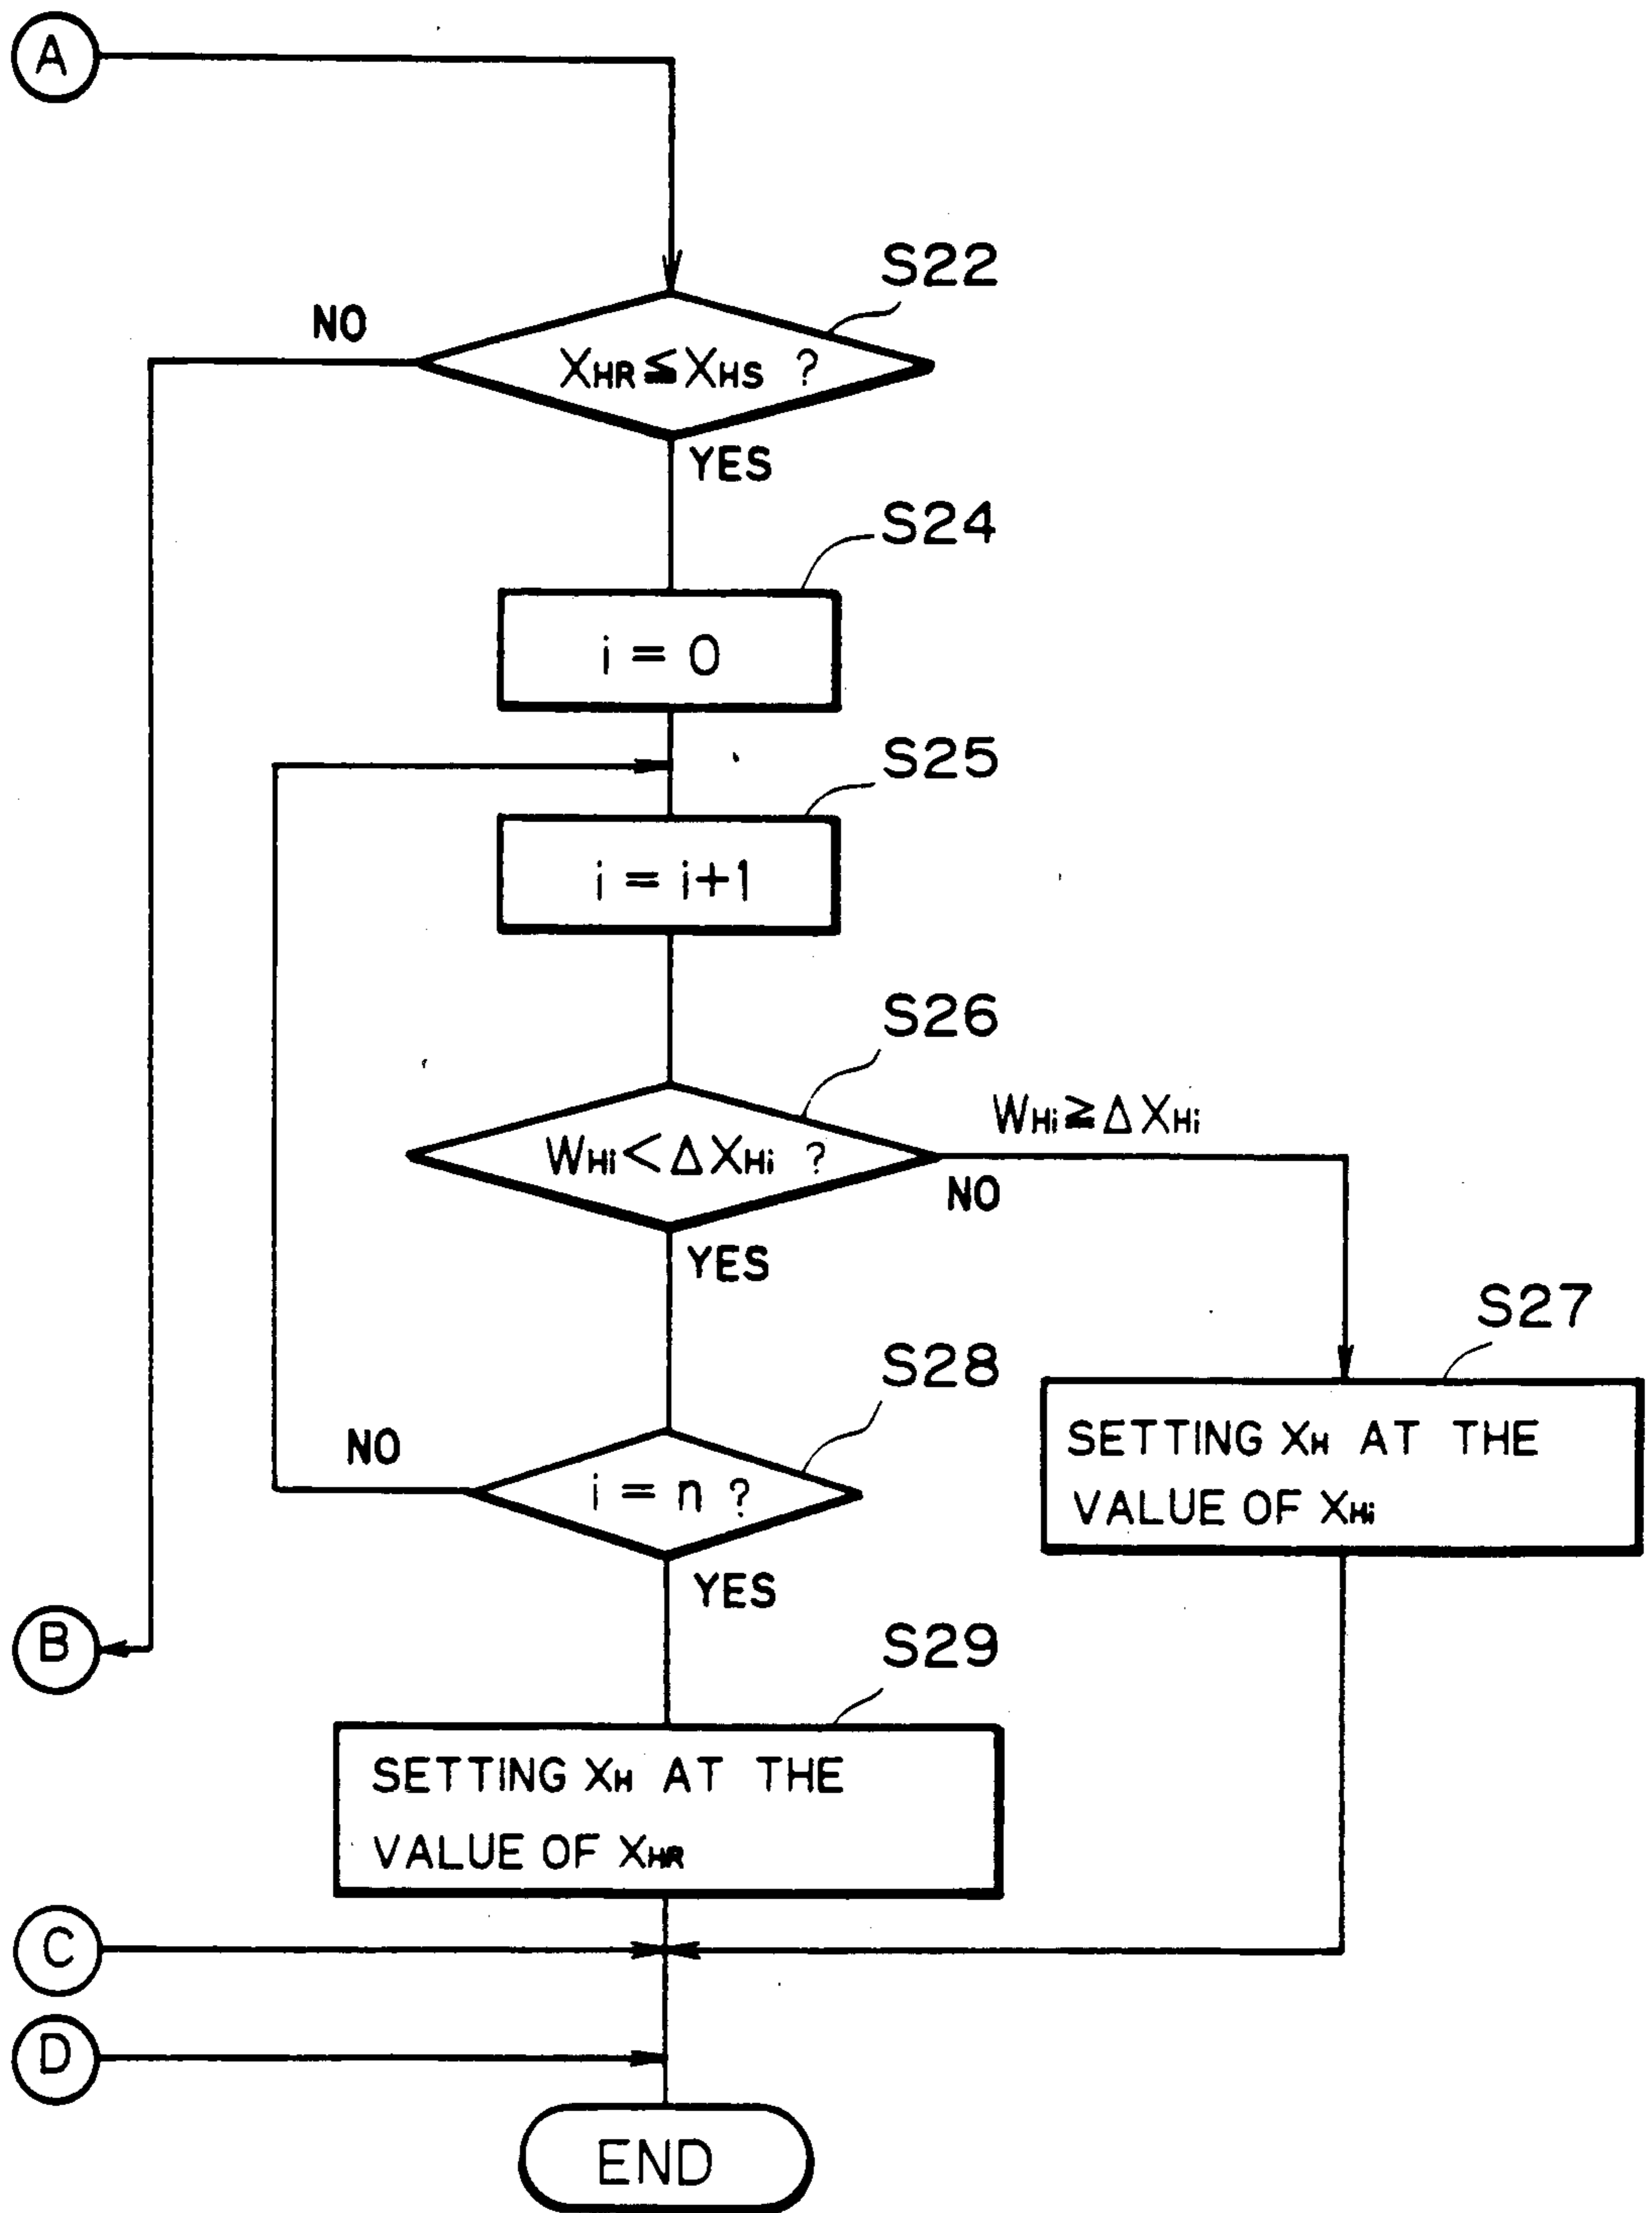 A
S22
NO
XHR≦XHS ?
YES
S24
i = 0
S25
i = i+1
S26
WHi≧ΔXHi
WHi<ΔXHi ?
NO
YES
S27
S28
SETTING XH AT THE
VALUE OF XHi
NO
i = n ?
YES
B
S29
SETTING XH AT THE
VALUE OF XHR
C
D
END